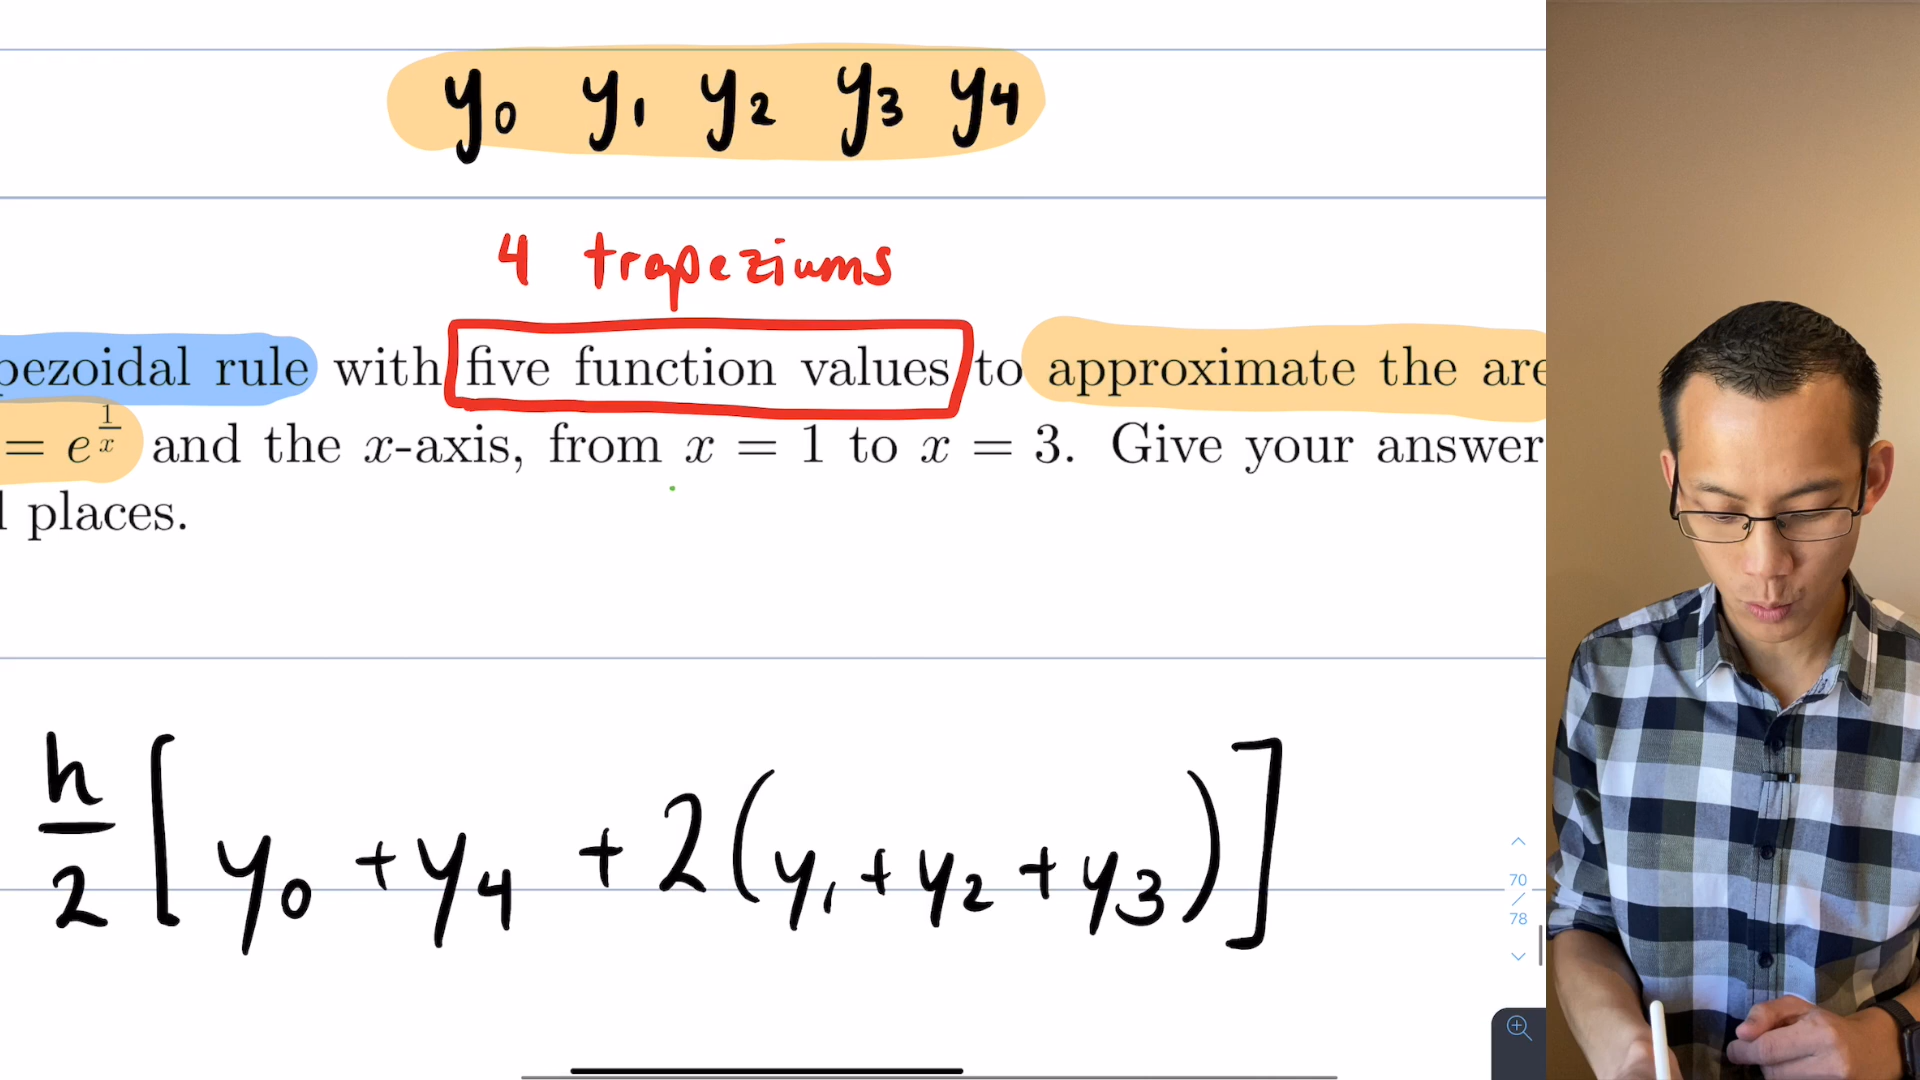 y₀ y₁ y₂ y₃ y₄
4 trapeziums
pezoidal rule with five function values to approximate the are
= e^{1/x} and the x-axis, from x = 1 to x = 3. Give your answer
l places.
h/2 [y₀ + y₄ + 2(y₁ + y₂ + y₃)]
70
/
78